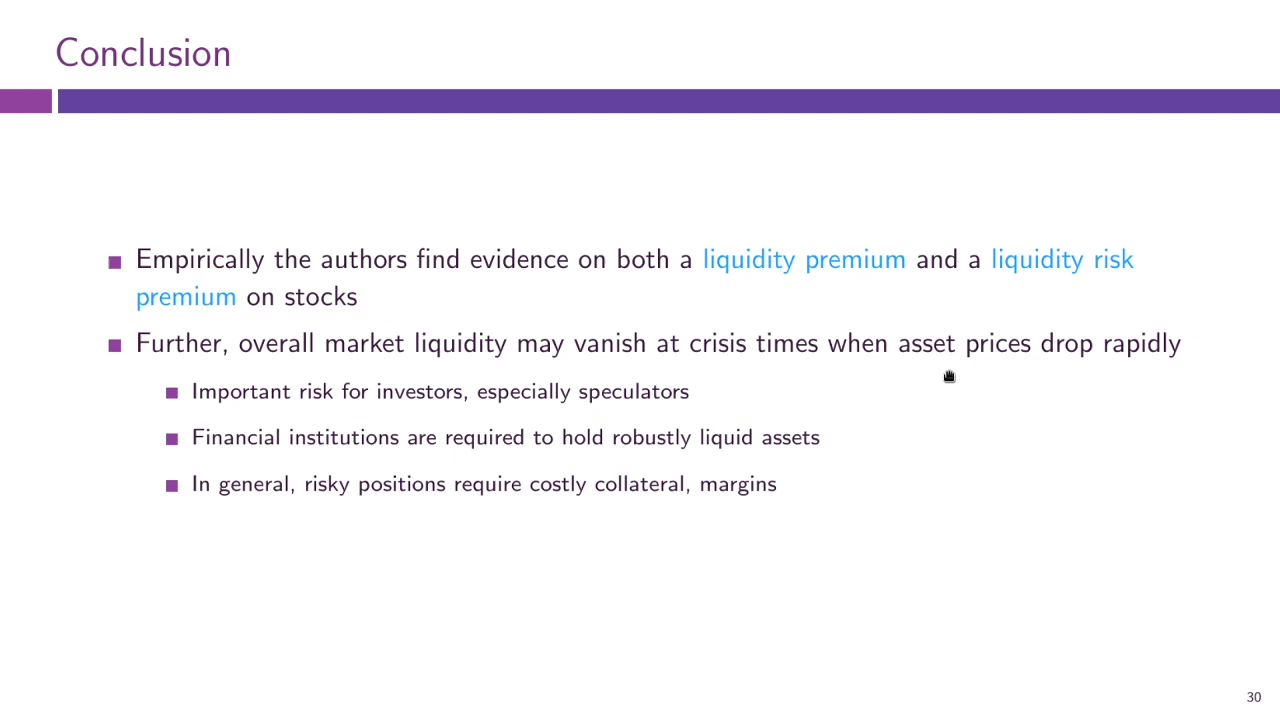 Conclusion
Empirically the authors find evidence on both a liquidity premium and a liquidity risk
premium on stocks
Further, overall market liquidity may vanish at crisis times when asset prices drop rapidly
Important risk for investors, especially speculators
Financial institutions are required to hold robustly liquid assets
In general, risky positions require costly collateral, margins
30